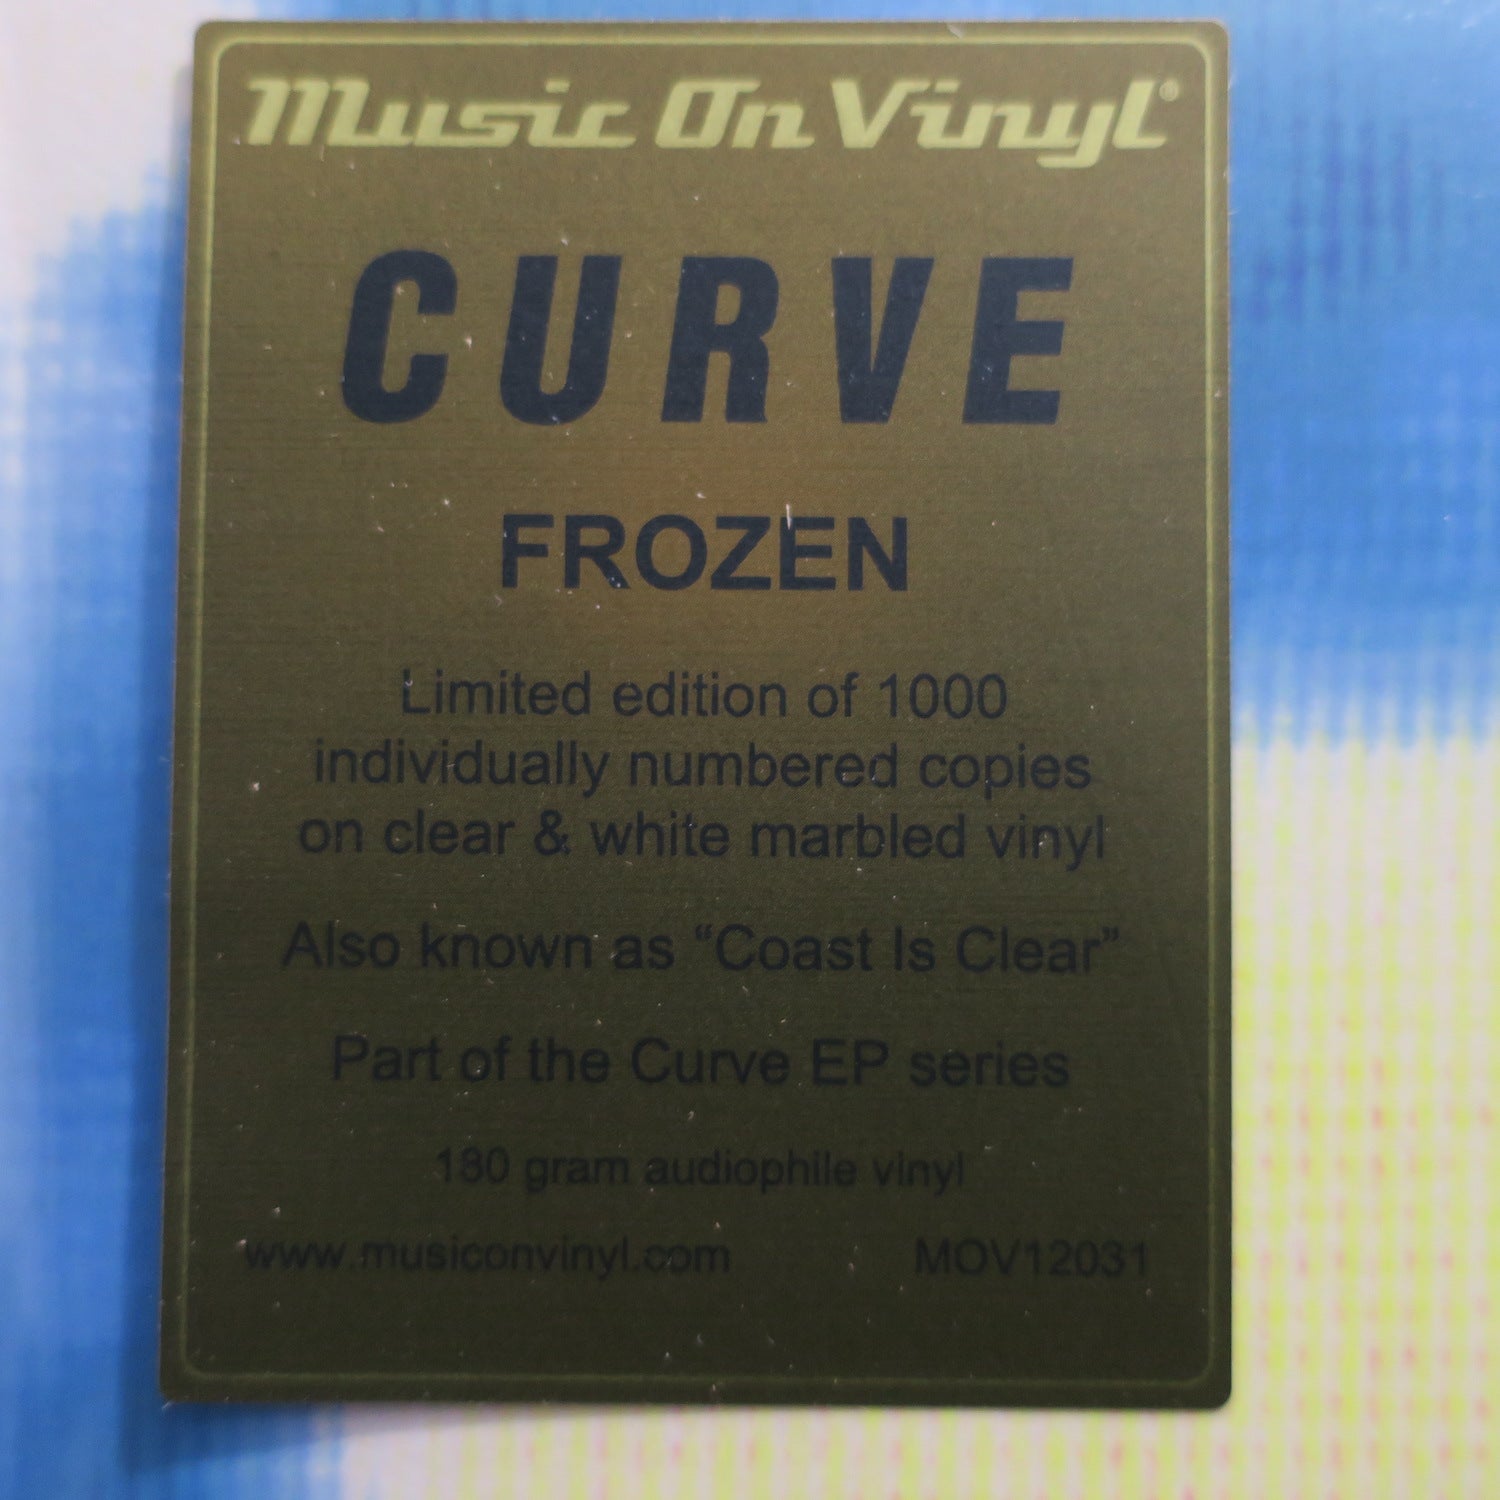 Music On Vinyl®
CURVE
FROZEN
Limited edition of 1000
individually numbered copies
on clear & white marbled vinyl
Also known as “Coast Is Clear”
Part of the Curve EP series
180 gram audiophile vinyl
www.musiconvinyl.com MOV12031